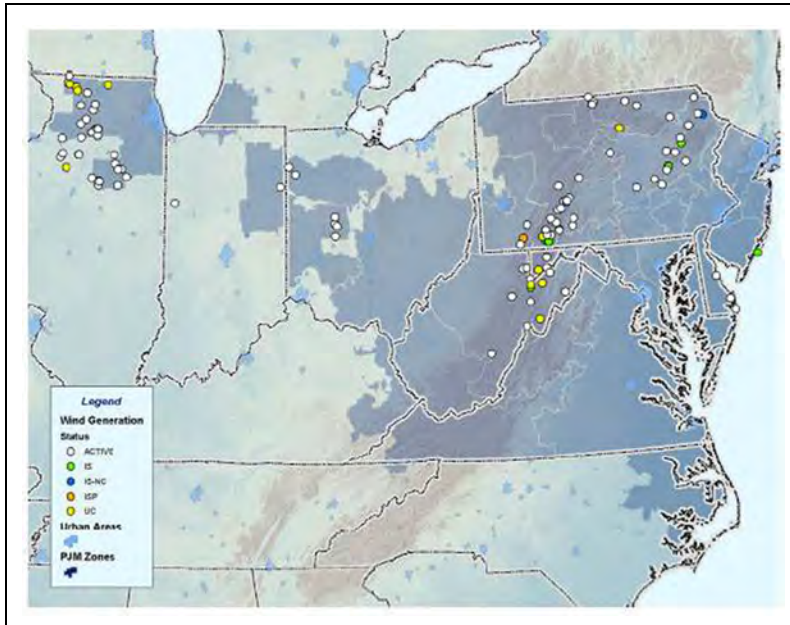 Legend
Wind Generation
Status
ACTIVE
IS
IS-NC
ISP
UC
Urban Areas
PJM Zones